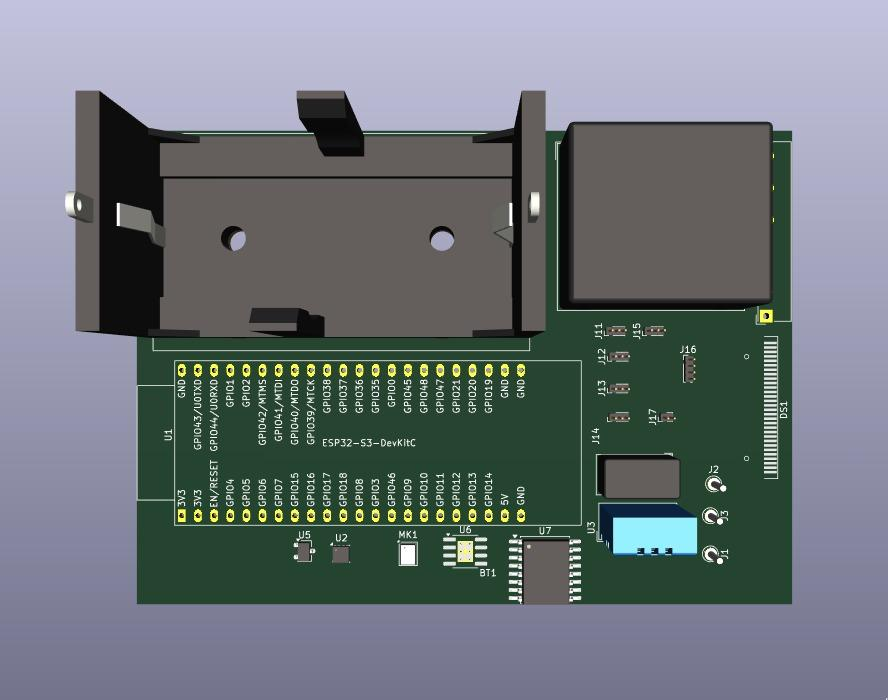 J11
J15
J12
J16
J13
J17
J14
DS1
GND
GPIO43/U0TXD
GPIO44/U0RXD
GPIO1
GPIO2
GPIO42/MTMS
GPIO41/MTDI
GPIO40/MTDO
GPIO39/MTCK
GPIO38
GPIO37
GPIO36
GPIO35
GPIO0
GPIO45
GPIO48
GPIO47
GPIO21
GPIO20
GPIO19
GND
GND
U1
ESP32-S3-DevKitC
3V3
3V3
EN/RESET
GPIO4
GPIO5
GPIO6
GPIO7
GPIO15
GPIO16
GPIO17
GPIO18
GPIO8
GPIO3
GPIO46
GPIO9
GPIO10
GPIO11
GPIO12
GPIO13
GPIO14
5V
GND
J2
J3
J1
U3
U5
U2
MK1
U6
U7
BT1